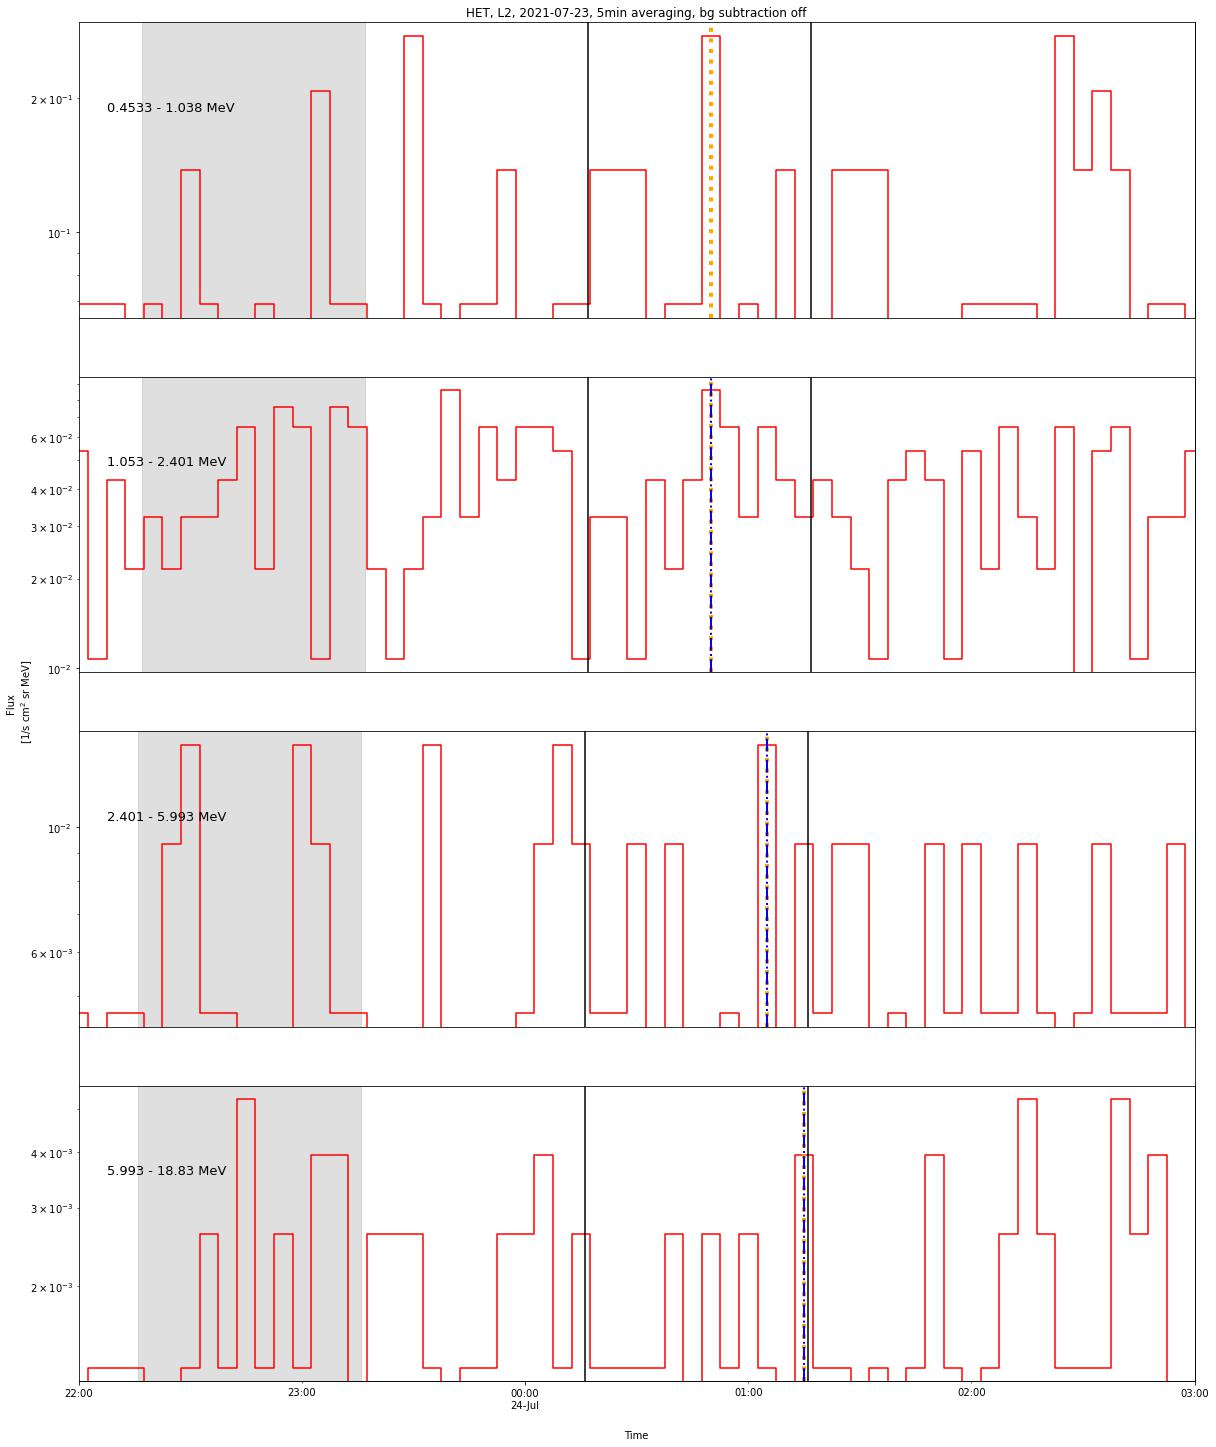 HET, L2, 2021-07-23, 5min averaging, bg subtraction off
2 × 10⁻¹
0.4533 - 1.038 MeV
10⁻¹
6 × 10⁻²
1.053 - 2.401 MeV
4 × 10⁻²
3 × 10⁻²
2 × 10⁻²
10⁻²
Flux
[1/s cm² sr MeV]
2.401 - 5.993 MeV
10⁻²
6 × 10⁻³
4 × 10⁻³
5.993 - 18.83 MeV
3 × 10⁻³
2 × 10⁻³
22:00 23:00 00:00 01:00 02:00 03:00
24-Jul
Time